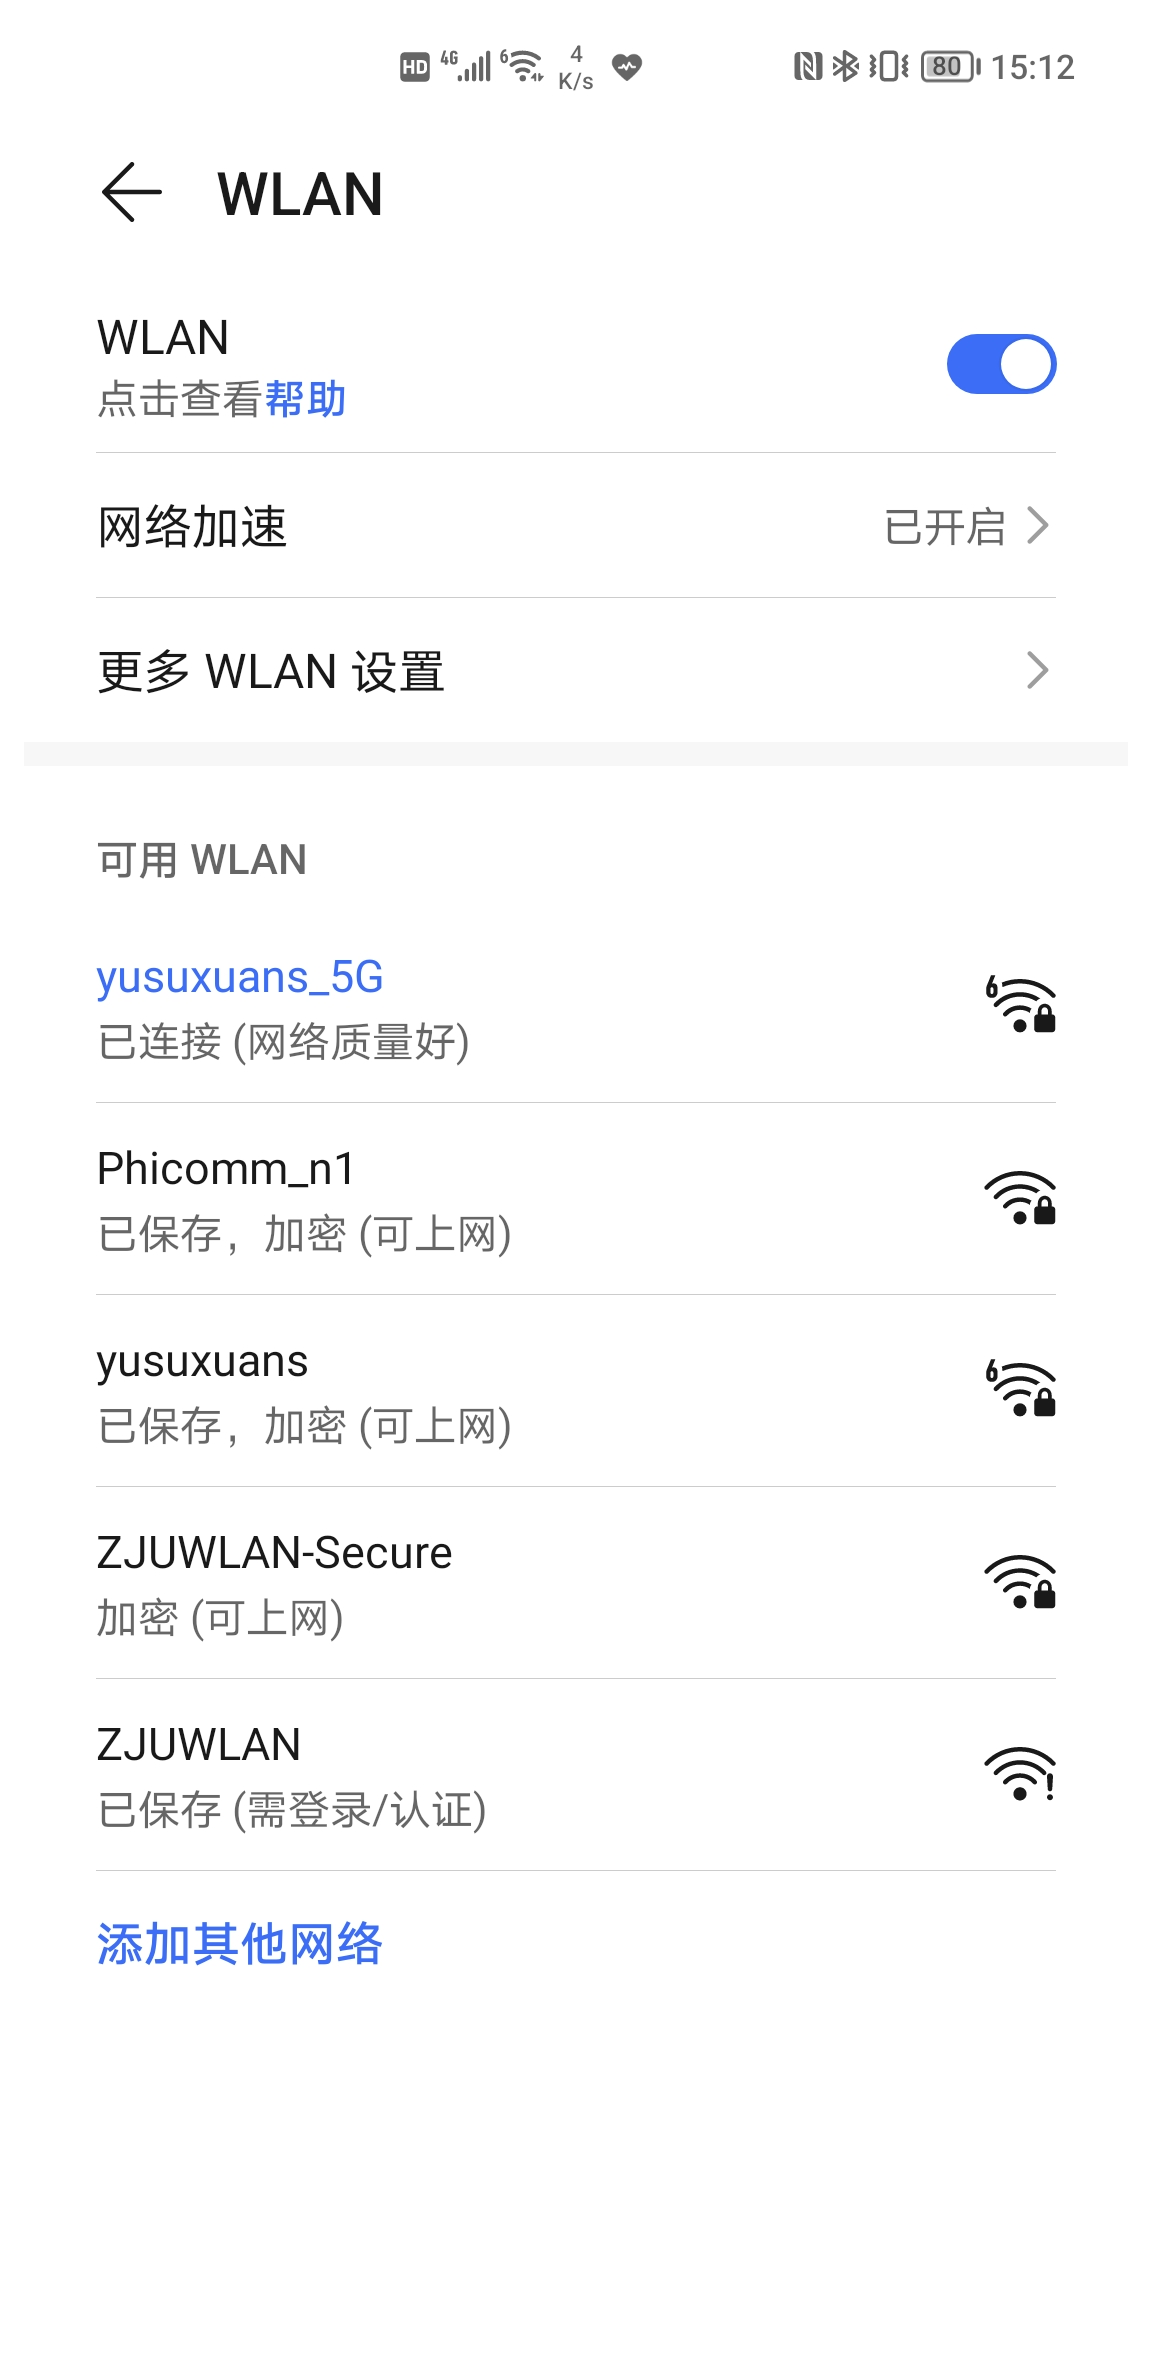 HD 4G 6 4 K/s 80 15:12
WLAN
WLAN
点击查看帮助
网络加速 已开启
更多 WLAN 设置
可用 WLAN
yusuxuans_5G
6
已连接 (网络质量好)
Phicomm_n1
已保存，加密 (可上网)
yusuxuans
6
已保存，加密 (可上网)
ZJUWLAN-Secure
加密 (可上网)
ZJUWLAN
已保存 (需登录/认证)
添加其他网络